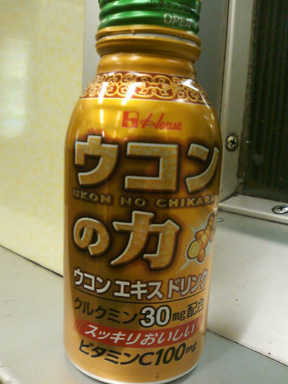 OPEN
House
ウコン
UKON NO CHIKARA
の力
ウコン エキス ドリンク
クルクミン30mg配合
スッキリおいしい
ビタミンC100mg